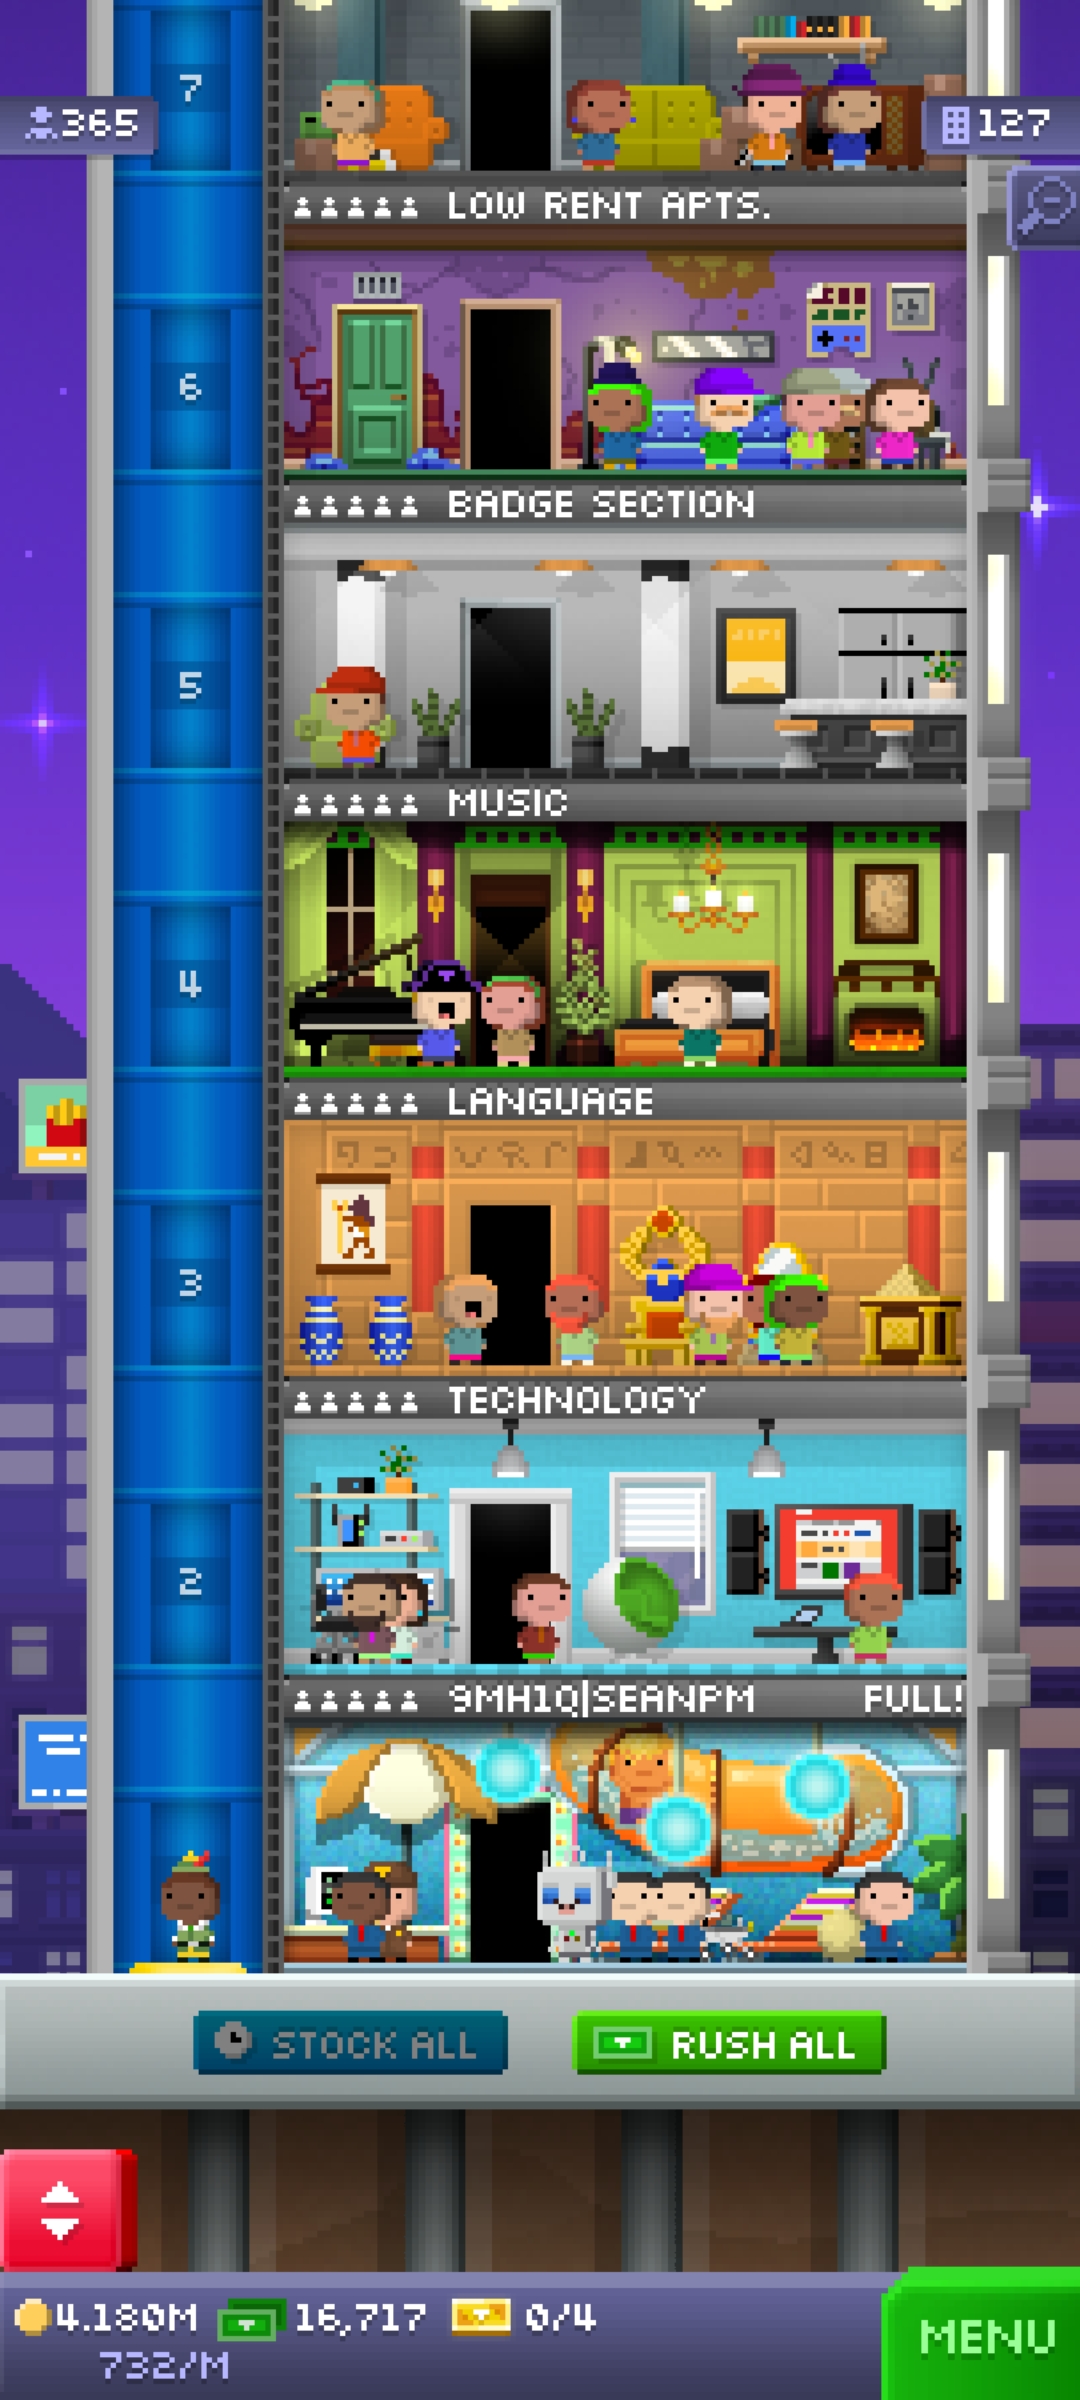 7
365
127
LOW RENT APTS.
6
BADGE SECTION
5
MUSIC
4
LANGUAGE
3
TECHNOLOGY
2
9MH1Q|SEANPM FULL!
STOCK ALL
RUSH ALL
4.180M 16,717 0/4
732/M
MENU